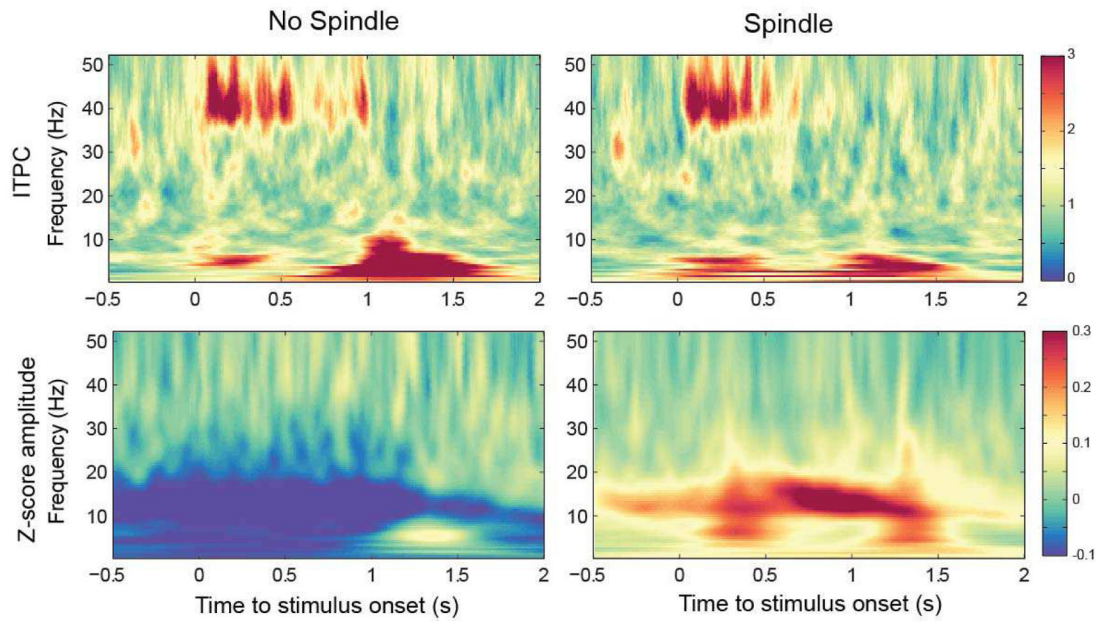 No Spindle
Spindle
ITPC
Frequency (Hz)
50
40
30
20
10
−0.5 0 0.5 1 1.5 2
50
40
30
20
10
−0.5 0 0.5 1 1.5 2
3
2
1
0
Z-score amplitude
Frequency (Hz)
50
40
30
20
10
−0.5 0 0.5 1 1.5 2
Time to stimulus onset (s)
50
40
30
20
10
−0.5 0 0.5 1 1.5 2
Time to stimulus onset (s)
0.3
0.2
0.1
0
-0.1